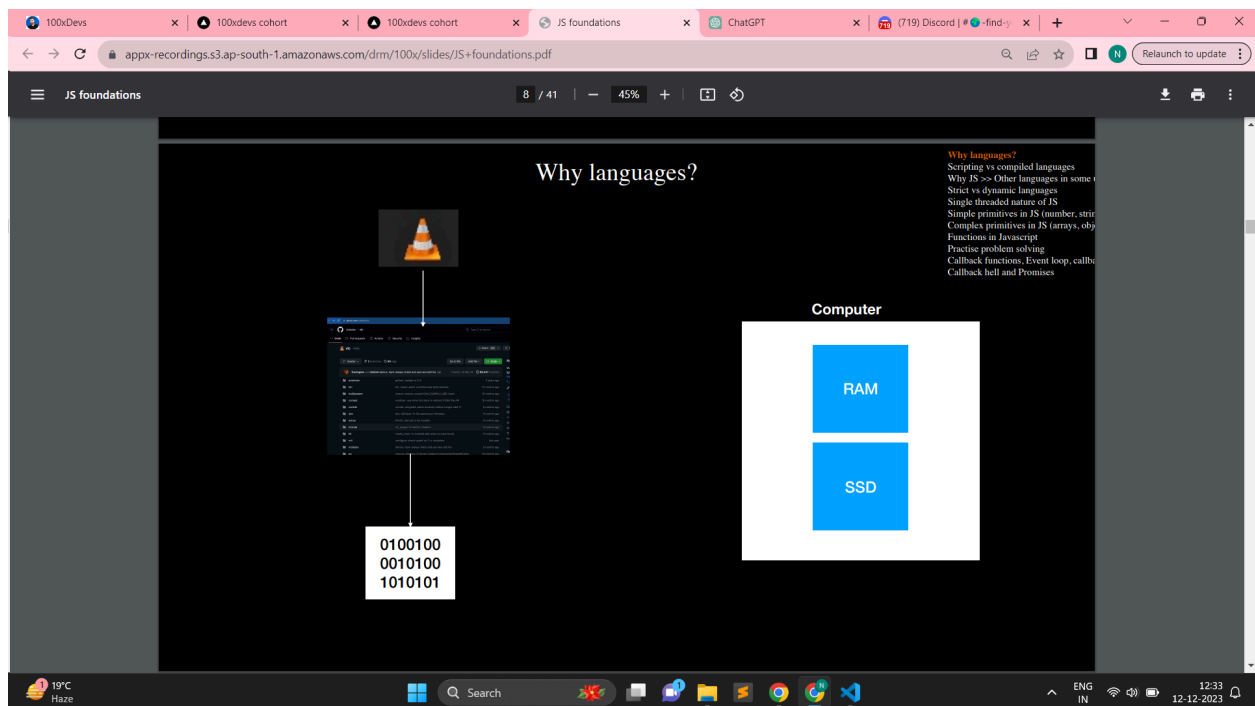 100xDevs
100xdevs cohort
100xdevs cohort
JS foundations
ChatGPT
(719) Discord | #
-find-y
appx-recordings.s3.ap-south-1.amazonaws.com/drm/100x/slides/JS+foundations.pdf
N
Relaunch to update
JS foundations
8 / 41
45%
Why languages?
Why languages?
Scripting vs compiled languages
Why JS >> Other languages in some
Strict vs dynamic languages
Single threaded nature of JS
Simple primitives in JS (number, strin
Complex primitives in JS (arrays, obj
Functions in Javascript
Practise problem solving
Callback functions, Event loop, callba
Callback hell and Promises
Computer
RAM
SSD
0100100
0010100
1010101
1
19°C
Haze
Search
1
N
ENG
IN
12:33
12-12-2023